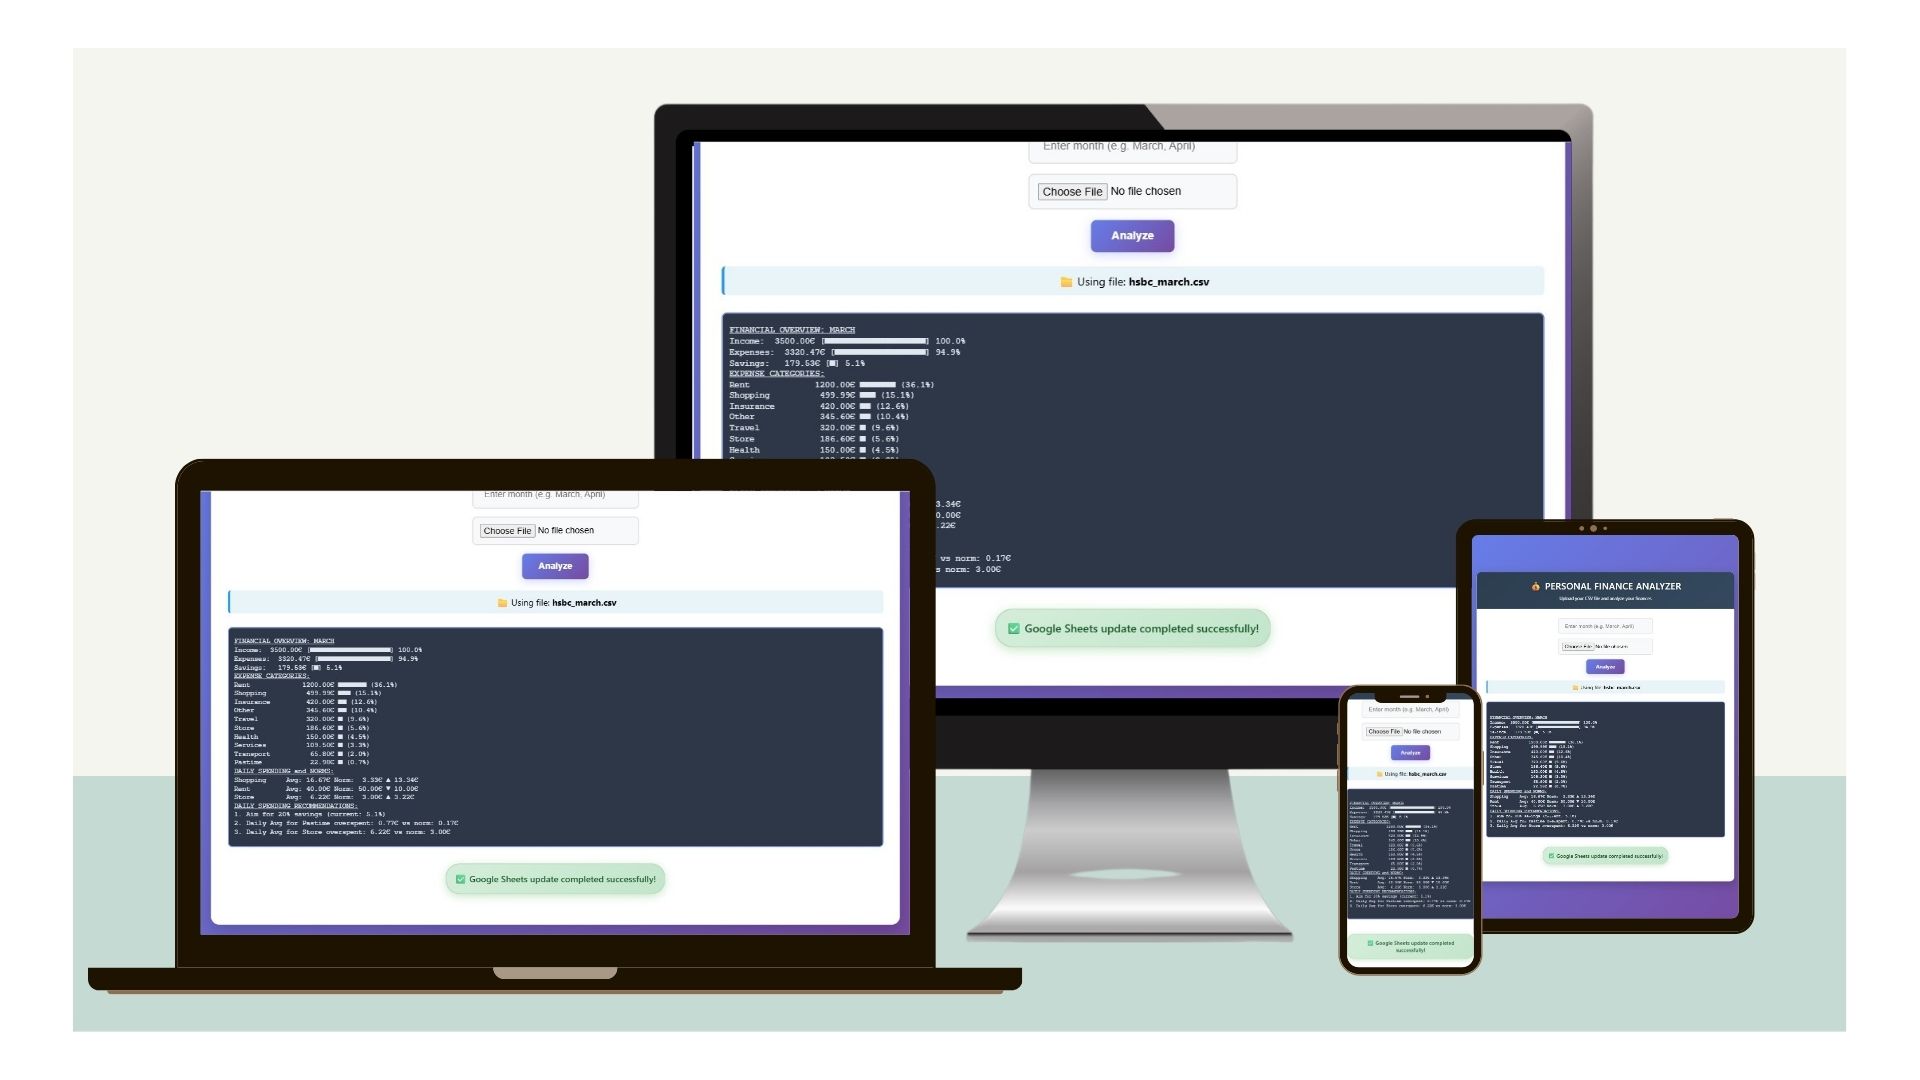 Enter month (e.g. March, April)
Choose File No file chosen
Analyze
Using file: hsbc_march.csv
FINANCIAL OVERVIEW: MARCH
Income: 3500.00€ [ ] 100.0%
Expenses: 3320.47€ [ ] 94.9%
Savings: 179.53€ [ ] 5.1%
EXPENSE CATEGORIES:
Rent 1200.00€ (36.1%)
Shopping 499.99€ (15.1%)
Insurance 420.00€ (12.6%)
Other 345.60€ (10.4%)
Travel 320.00€ (9.6%)
Store 186.60€ (5.6%)
Health 150.00€ (4.5%)
3.34€
0.00€
.22€
vs norm: 0.17€
s norm: 3.00€
Google Sheets update completed successfully!
Enter month (e.g. March, April)
Choose File No file chosen
Analyze
Using file: hsbc_march.csv
FINANCIAL OVERVIEW: MARCH
Income: 3500.00€ [ ] 100.0%
Expenses: 3320.47€ [ ] 94.9%
Savings: 179.53€ [ ] 5.1%
EXPENSE CATEGORIES:
Rent 1200.00€ (36.1%)
Shopping 499.99€ (15.1%)
Insurance 420.00€ (12.6%)
Other 345.60€ (10.4%)
Travel 320.00€ (9.6%)
Store 186.60€ (5.6%)
Health 150.00€ (4.5%)
Services 109.50€ (3.3%)
Transport 65.80€ (2.0%)
Pastime 22.98€ (0.7%)
DAILY SPENDING and NORMS:
Shopping Avg: 16.67€ Norm: 3.33€ ▲ 13.34€
Rent Avg: 40.00€ Norm: 50.00€ ▼ 10.00€
Store Avg: 6.22€ Norm: 3.00€ ▲ 3.22€
DAILY SPENDING RECOMMENDATIONS:
1. Aim for 20% savings (current: 5.1%)
2. Daily Avg for Pastime overspent: 0.77€ vs norm: 0.17€
3. Daily Avg for Store overspent: 6.22€ vs norm: 3.00€
Google Sheets update completed successfully!
PERSONAL FINANCE ANALYZER
Upload your CSV file and analyze your finances
Enter month (e.g. March, April)
Choose File No file chosen
Analyze
Using file: hsbc_march.csv
Google Sheets update completed successfully!
Enter month (e.g. March, April)
Choose File No file chosen
Analyze
Using file: hsbc_march.csv
Google Sheets update completed
successfully!